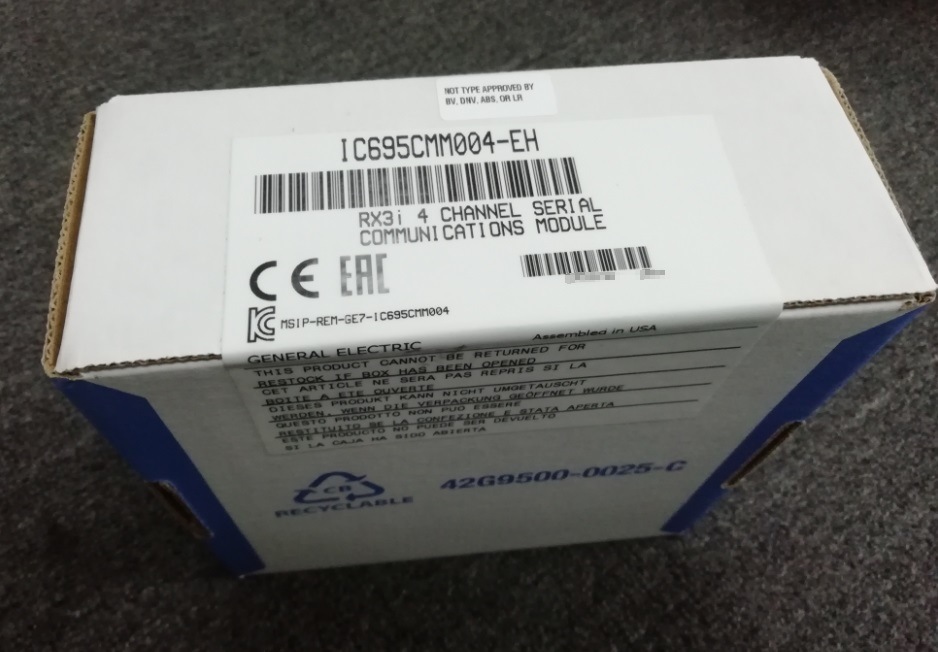 NOT TYPE APPROVED BY
BV, DNV, ABS, OR LR
IC695CMM004-EH
RX3i 4 CHANNEL SERIAL
COMMUNICATIONS MODULE
CE EAC
MSIP-REM-GE7-IC695CMM004
GENERAL ELECTRIC
Assembled in USA
THIS PRODUCT CANNOT BE RETURNED FOR
RESTOCK IF BOX HAS BEEN OPENED
CET ARTICLE NE SERA PAS REPRIS SI LA
BOITE A ETE OUVERTE
DIESES PRODUKT KANN NICHT UMGETAUSCHT
WERDEN, WENN DIE VERPACKUNG GEÖFFNET WURDE
QUESTO PRODOTTO NON PUO ESSERE
RESTITUITO SE LA CONFEZIONE E STATA APERTA
ESTE PRODUCTO NO PUEDE SER DEVUELTO
SI LA CAJA HA SIDO ABIERTA
CB
RECYCLABLE
42G9500-0025-C